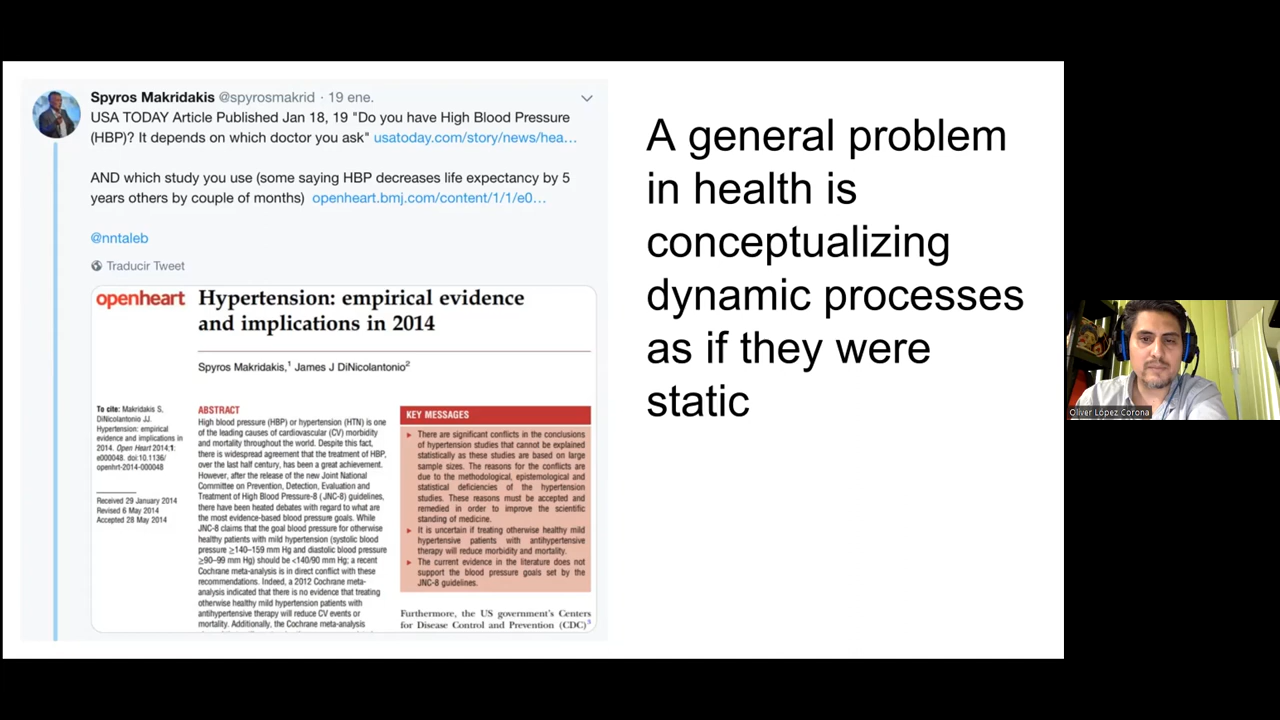 Spyros Makridakis @spyrosmakrid · 19 ene.
USA TODAY Article Published Jan 18, 19 "Do you have High Blood Pressure
(HBP)? It depends on which doctor you ask" usatoday.com/story/news/hea…
AND which study you use (some saying HBP decreases life expectancy by 5
years others by couple of months) openheart.bmj.com/content/1/1/e0…
@nntaleb
Traducir Tweet
openheart
Hypertension: empirical evidence
and implications in 2014
Spyros Makridakis,1 James J DiNicolantonio2
To cite: Makridakis S,
DiNicolantonio JJ.
Hypertension: empirical
evidence and implications in
2014. Open Heart 2014;1:
e000048. doi:10.1136/
openhrt-2014-000048
Received 29 January 2014
Revised 6 May 2014
Accepted 28 May 2014
ABSTRACT
High blood pressure (HBP) or hypertension (HTN) is one
of the leading causes of cardiovascular (CV) morbidity
and mortality throughout the world. Despite this fact,
there is widespread agreement that the treatment of HBP,
over the last half century, has been a great achievement.
However, after the release of the new Joint National
Committee on Prevention, Detection, Evaluation and
Treatment of High Blood Pressure-8 (JNC-8) guidelines,
there have been heated debates with regard to what are
the most evidence-based blood pressure goals. While
JNC-8 claims that the goal blood pressure for otherwise
healthy patients with mild hypertension (systolic blood
pressure ≥140–159 mm Hg and diastolic blood pressure
≥90–99 mm Hg) should be <140/90 mm Hg; a recent
Cochrane meta-analysis is in direct conflict with these
recommendations. Indeed, a 2012 Cochrane meta-
analysis indicated that there is no evidence that treating
otherwise healthy mild hypertension patients with
antihypertensive therapy will reduce CV events or
mortality. Additionally, the Cochrane meta-analysis
KEY MESSAGES
▸ There are significant conflicts in the conclusions
of hypertension studies that cannot be explained
statistically as these studies are based on large
sample sizes. The reasons for the conflicts are
due to the methodological, epistemological and
statistical deficiencies of the hypertension
studies. These reasons must be accepted and
remedied in order to improve the scientific
standing of medicine.
▸ It is uncertain if treating otherwise healthy mild
hypertensive patients with antihypertensive
therapy will reduce morbidity and mortality.
▸ The current evidence in the literature does not
support the blood pressure goals set by the
JNC-8 guidelines.
Furthermore, the US government's Centers
for Disease Control and Prevention (CDC)5
A general problem
in health is
conceptualizing
dynamic processes
as if they were
static
Oliver López Corona